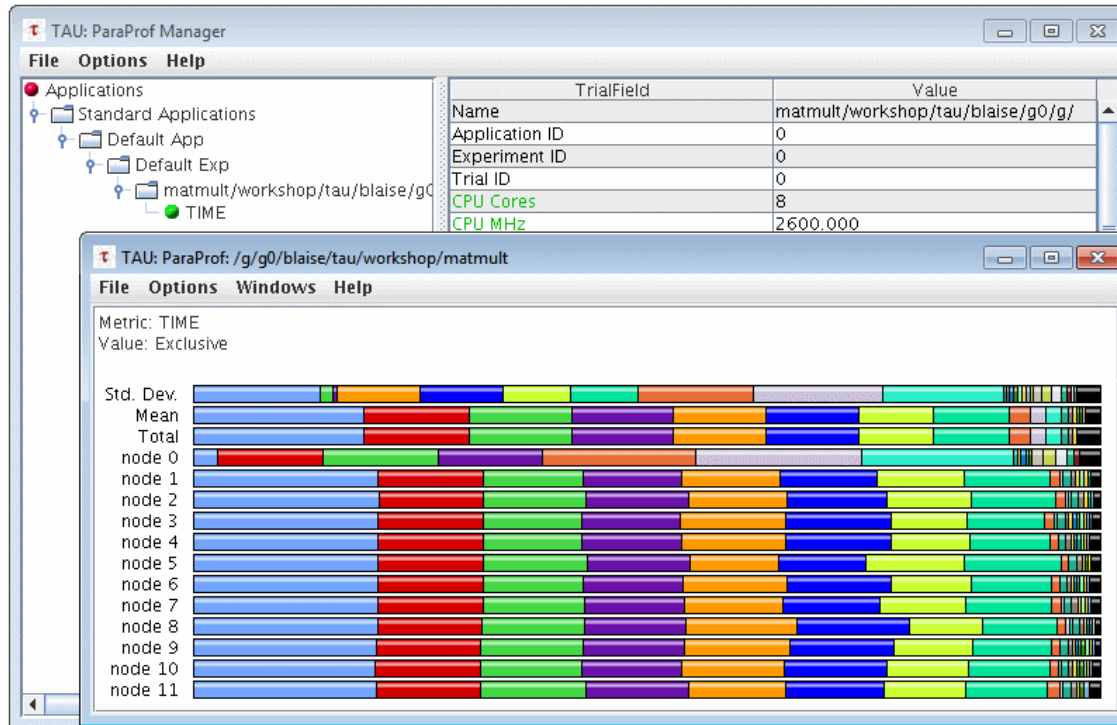 TAU: ParaProf Manager
File Options Help
Applications
Standard Applications
Default App
Default Exp
matmult/workshop/tau/blaise/g0
TIME
TrialField Value
Name matmult/workshop/tau/blaise/g0/g/
Application ID 0
Experiment ID 0
Trial ID 0
CPU Cores 8
CPU MHz 2600.000
TAU: ParaProf: /g/g0/blaise/tau/workshop/matmult
File Options Windows Help
Metric: TIME
Value: Exclusive
Std. Dev.
Mean
Total
node 0
node 1
node 2
node 3
node 4
node 5
node 6
node 7
node 8
node 9
node 10
node 11